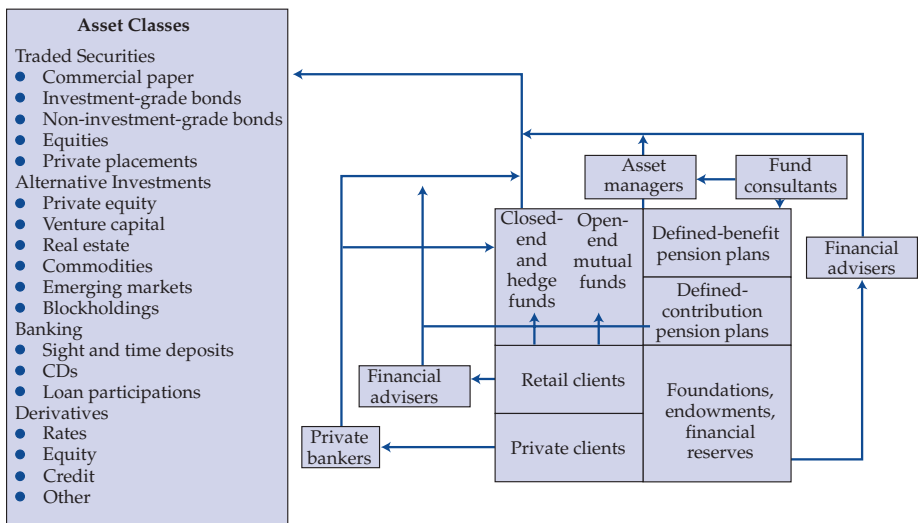 Asset Classes
Traded Securities
● Commercial paper
● Investment-grade bonds
● Non-investment-grade bonds
● Equities
● Private placements
Alternative Investments
● Private equity
● Venture capital
● Real estate
● Commodities
● Emerging markets
● Blockholdings
Banking
● Sight and time deposits
● CDs
● Loan participations
Derivatives
● Rates
● Equity
● Credit
● Other
Asset
managers
Fund
consultants
Closed-
end and
hedge
funds
Open-
end
mutual
funds
Defined-benefit
pension plans
Financial
advisers
Defined-
contribution
pension plans
Financial
advisers
Retail clients
Foundations,
endowments,
financial
reserves
Private
bankers
Private clients